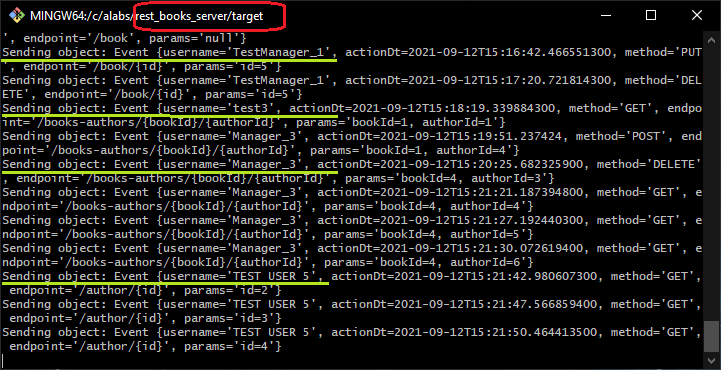 MINGW64:/c/alabs/rest_books_server/target
', endpoint='/book', params='null'}
Sending object: Event {username='TestManager_1', actionDt=2021-09-12T15:16:42.466551300, method='PUT
', endpoint='/book/{id}', params='id=5'}
Sending object: Event {username='TestManager_1', actionDt=2021-09-12T15:17:20.721814300, method='DEL
ETE', endpoint='/book/{id}', params='id=5'}
Sending object: Event {username='test3', actionDt=2021-09-12T15:18:19.339884300, method='GET', endpo
int='/books-authors/{bookId}/{authorId}', params='bookId=1, authorId=1'}
Sending object: Event {username='Manager_3', actionDt=2021-09-12T15:19:51.237424, method='POST', end
point='/books-authors/{bookId}/{authorId}', params='bookId=1, authorId=4'}
Sending object: Event {username='Manager_3', actionDt=2021-09-12T15:20:25.682325900, method='DELETE'
, endpoint='/books-authors/{bookId}/{authorId}', params='bookId=4, authorId=3'}
Sending object: Event {username='Manager_3', actionDt=2021-09-12T15:21:21.187394800, method='GET', e
ndpoint='/books-authors/{bookId}/{authorId}', params='bookId=4, authorId=4'}
Sending object: Event {username='Manager_3', actionDt=2021-09-12T15:21:27.192440300, method='GET', e
ndpoint='/books-authors/{bookId}/{authorId}', params='bookId=4, authorId=5'}
Sending object: Event {username='Manager_3', actionDt=2021-09-12T15:21:30.072619400, method='GET', e
ndpoint='/books-authors/{bookId}/{authorId}', params='bookId=4, authorId=6'}
Sending object: Event {username='TEST USER 5', actionDt=2021-09-12T15:21:42.980607300, method='GET',
 endpoint='/author/{id}', params='id=2'}
Sending object: Event {username='TEST USER 5', actionDt=2021-09-12T15:21:47.566859400, method='GET',
 endpoint='/author/{id}', params='id=3'}
Sending object: Event {username='TEST USER 5', actionDt=2021-09-12T15:21:50.464413500, method='GET',
 endpoint='/author/{id}', params='id=4'}